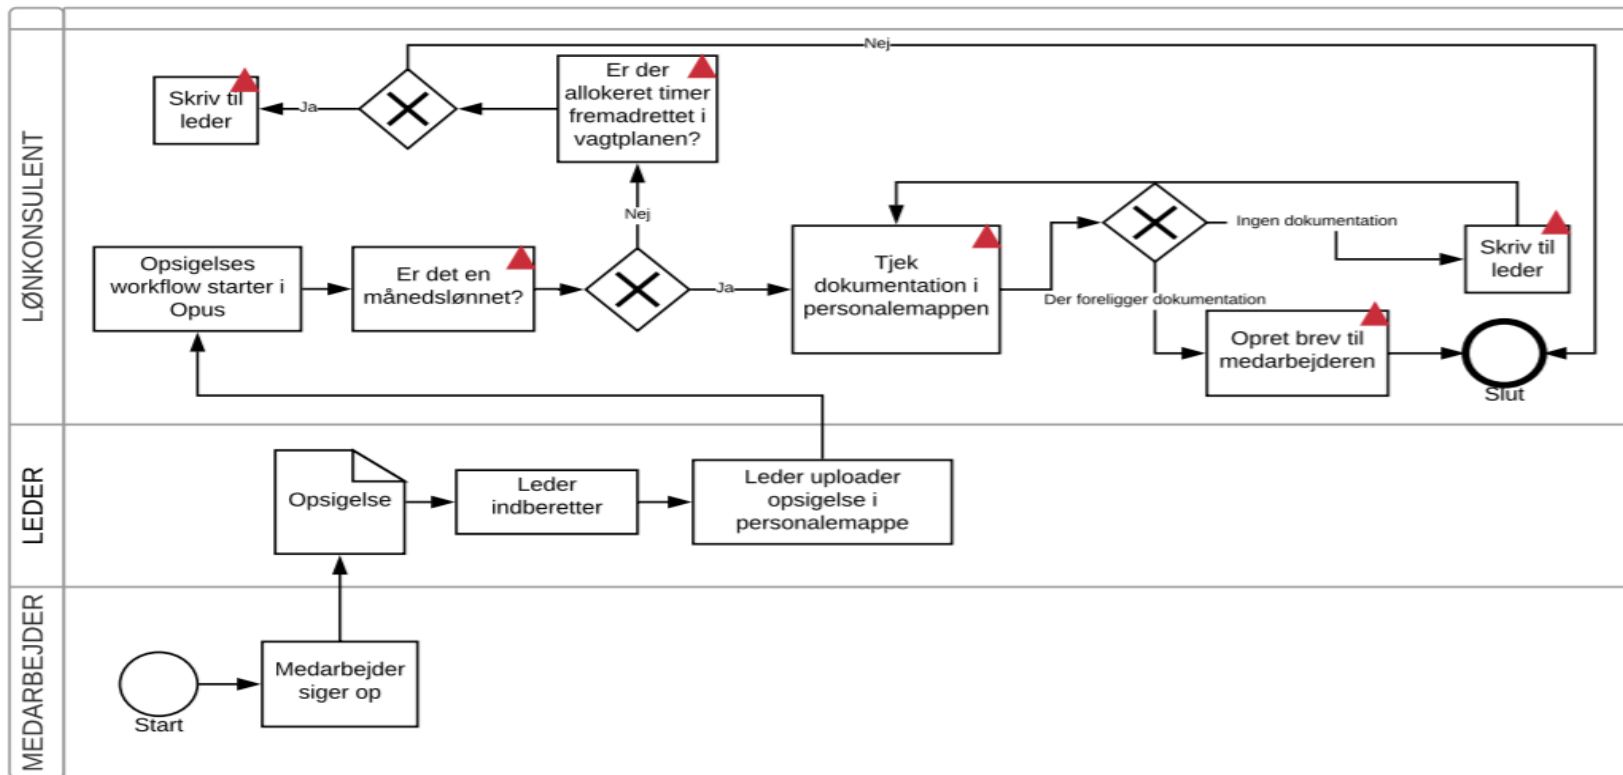 LØNKONSULENT
Nej
Skriv til
leder
Ja
Er der
allokeret timer
fremadrettet i
vagtplanen?
Nej
Opsigelses
workflow starter i
Opus
Er det en
månedslønnet?
Ja
Tjek
dokumentation i
personalemappen
Ingen dokumentation
Skriv til
leder
Der foreligger dokumentation
Opret brev til
medarbejderen
Slut
LEDER
Opsigelse
Leder
indberetter
Leder uploader
opsigelse i
personalemappe
MEDARBEJDER
Start
Medarbejder
siger op